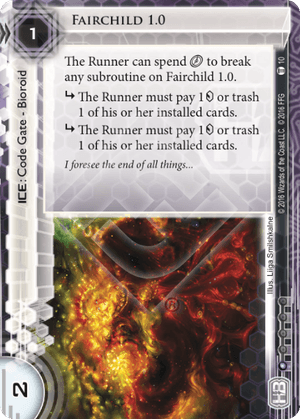 Fairchild 1.0
1
The Runner can spend to break
any subroutine on Fairchild 1.0.
The Runner must pay 1 or trash
1 of his or her installed cards.
The Runner must pay 1 or trash
1 of his or her installed cards.
I foresee the end of all things...
ICE: Code Gate - Bioroid
10
© 2016 Wizards of the Coast LLC. © 2016 FFG
Illus. Liiga Smilshkalne
2
HB